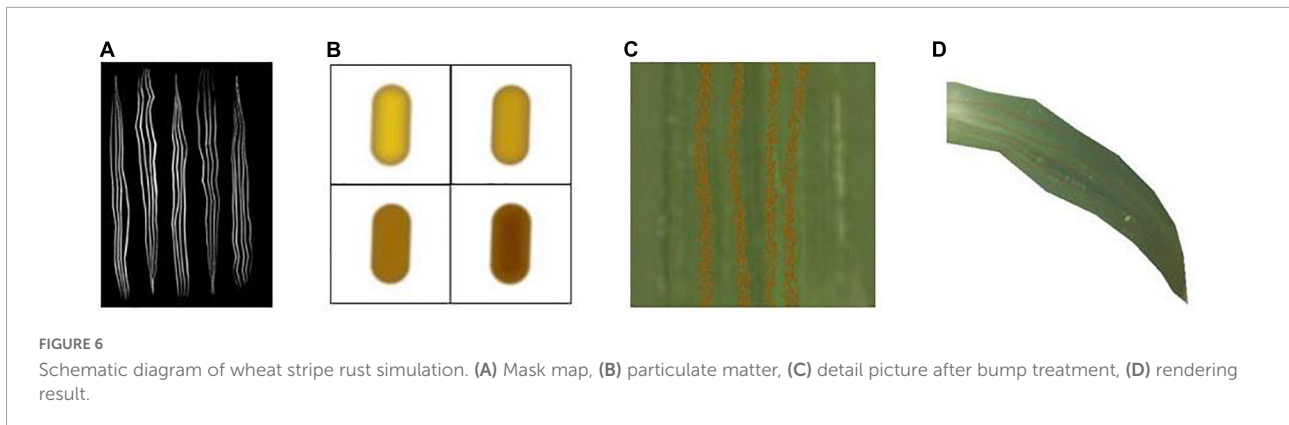 A
B
C
D
FIGURE 6
Schematic diagram of wheat stripe rust simulation. (A) Mask map, (B) particulate matter, (C) detail picture after bump treatment, (D) rendering
result.